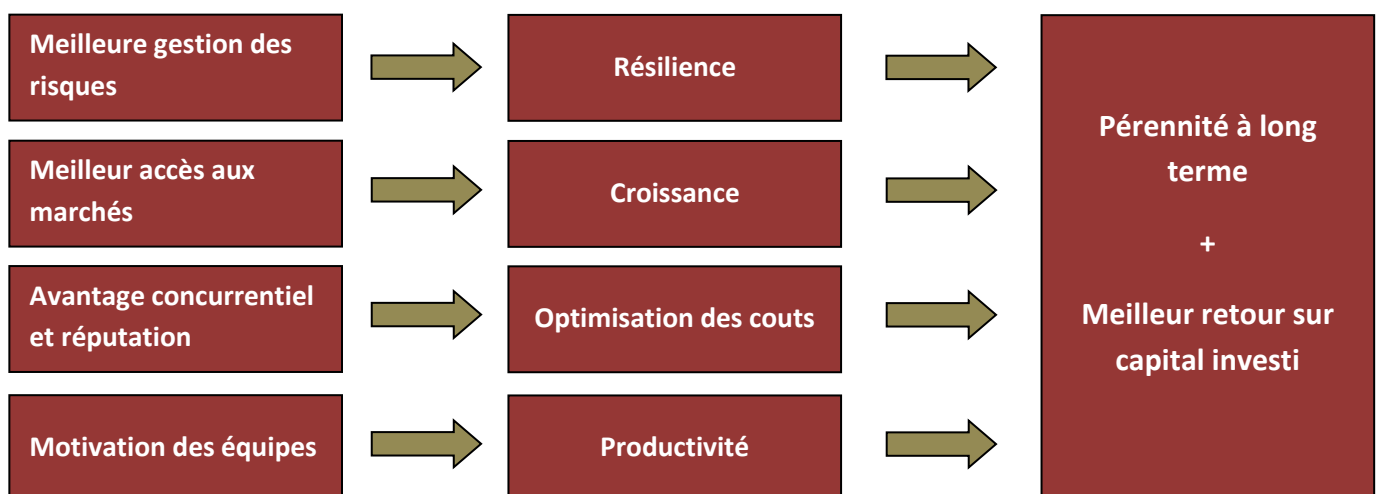 Meilleure gestion des
risques
Résilience
Meilleur accès aux
marchés
Croissance
Avantage concurrentiel
et réputation
Optimisation des couts
Motivation des équipes
Productivité
Pérennité à long
terme
+
Meilleur retour sur
capital investi